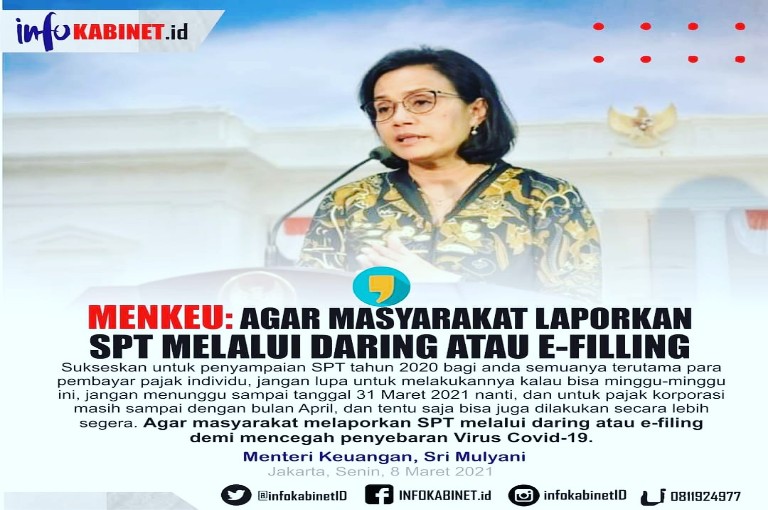 info KABINET.id
MENKEU: AGAR MASYARAKAT LAPORKAN
SPT MELALUI DARING ATAU E-FILLING
Sukseskan untuk penyampaian SPT tahun 2020 bagi anda semuanya terutama para
pembayar pajak individu, jangan lupa untuk melakukannya kalau bisa minggu-minggu
ini, jangan menunggu sampai tanggal 31 Maret 2021 nanti, dan untuk pajak korporasi
masih sampai dengan bulan April, dan tentu saja bisa juga dilakukan secara lebih
segera. Agar masyarakat melaporkan SPT melalui daring atau e-filing
demi mencegah penyebaran Virus Covid-19.
Menteri Keuangan, Sri Mulyani
Jakarta, Senin, 8 Maret 2021
@infokabinetID INFOKABINET.id infokabinetID 0811924977